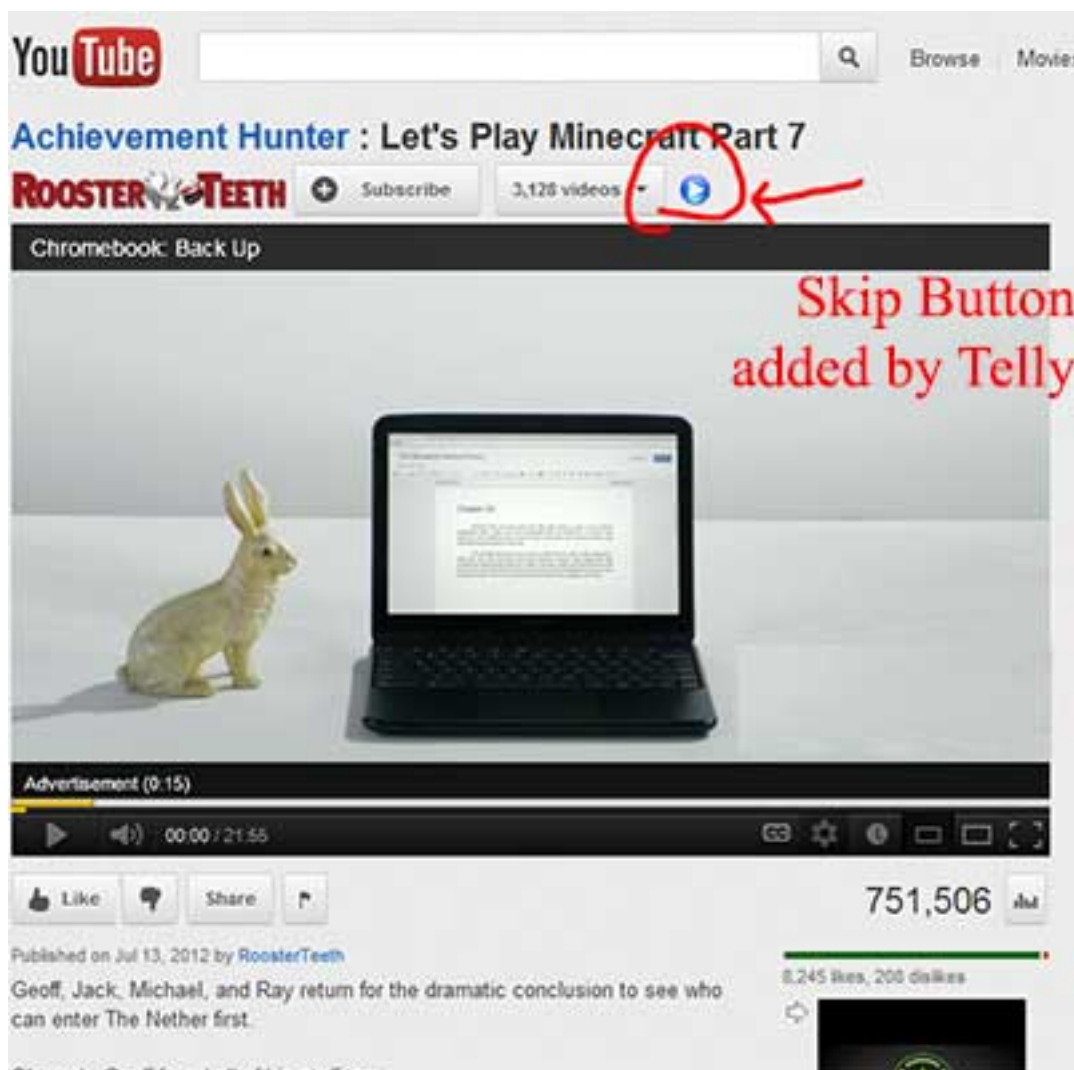 YouTube
Browse Movies
Achievement Hunter : Let's Play Minecraft Part 7
ROOSTER TEETH Subscribe 3,128 videos
Chromebook: Back Up
Skip Button
added by Telly
Advertisement (0:15)
00:00 / 21:55
CC
Like Share
751,506
Published on Jul 13, 2012 by RoosterTeeth
8,245 likes, 208 dislikes
Geoff, Jack, Michael, and Ray return for the dramatic conclusion to see who
can enter The Nether first.